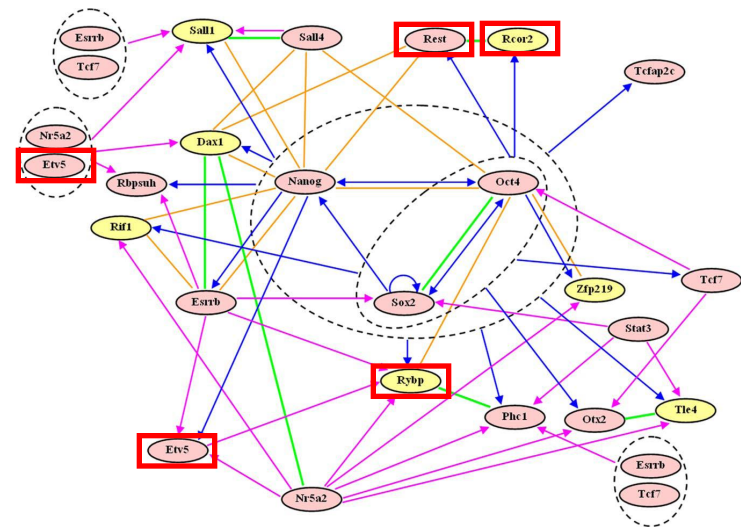 Esrrb
Sall1
Sall4
Rest
Rcor2
Tcf7
Tcfap2c
Nr5a2
Dax1
Etv5
Rbpsuh
Nanog
Oct4
Rif1
Tcf7
Zfp219
Esrrb
Sox2
Stat3
Rybp
Phc1
Otx2
Tle4
Etv5
Esrrb
Nr5a2
Tcf7